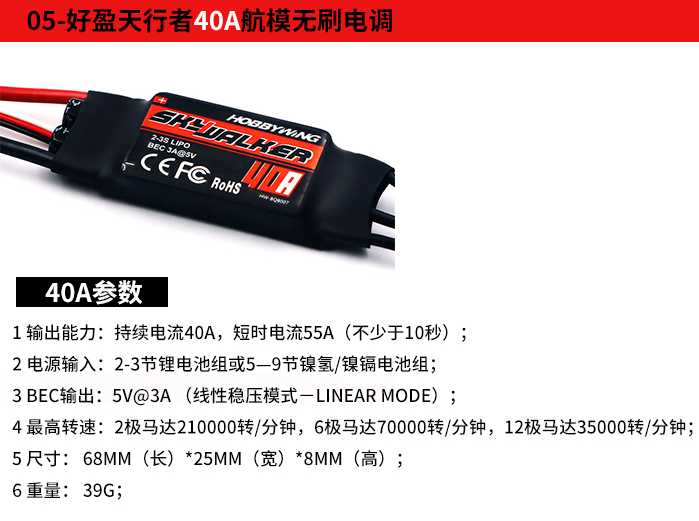 05-好盈天行者40A航模无刷电调
HOBBYWING
SKYWALKER
2-3S LIPO
BEC 3A@5V
CE FC RoHS
40A
HW-SQ8007
40A参数
1 输出能力：持续电流40A，短时电流55A（不少于10秒）；
2 电源输入：2-3节锂电池组或5—9节镍氢/镍镉电池组；
3 BEC输出：5V@3A （线性稳压模式－LINEAR MODE）；
4 最高转速：2极马达210000转/分钟，6极马达70000转/分钟，12极马达35000转/分钟；
5 尺寸： 68MM（长）*25MM（宽）*8MM（高）；
6 重量： 39G；